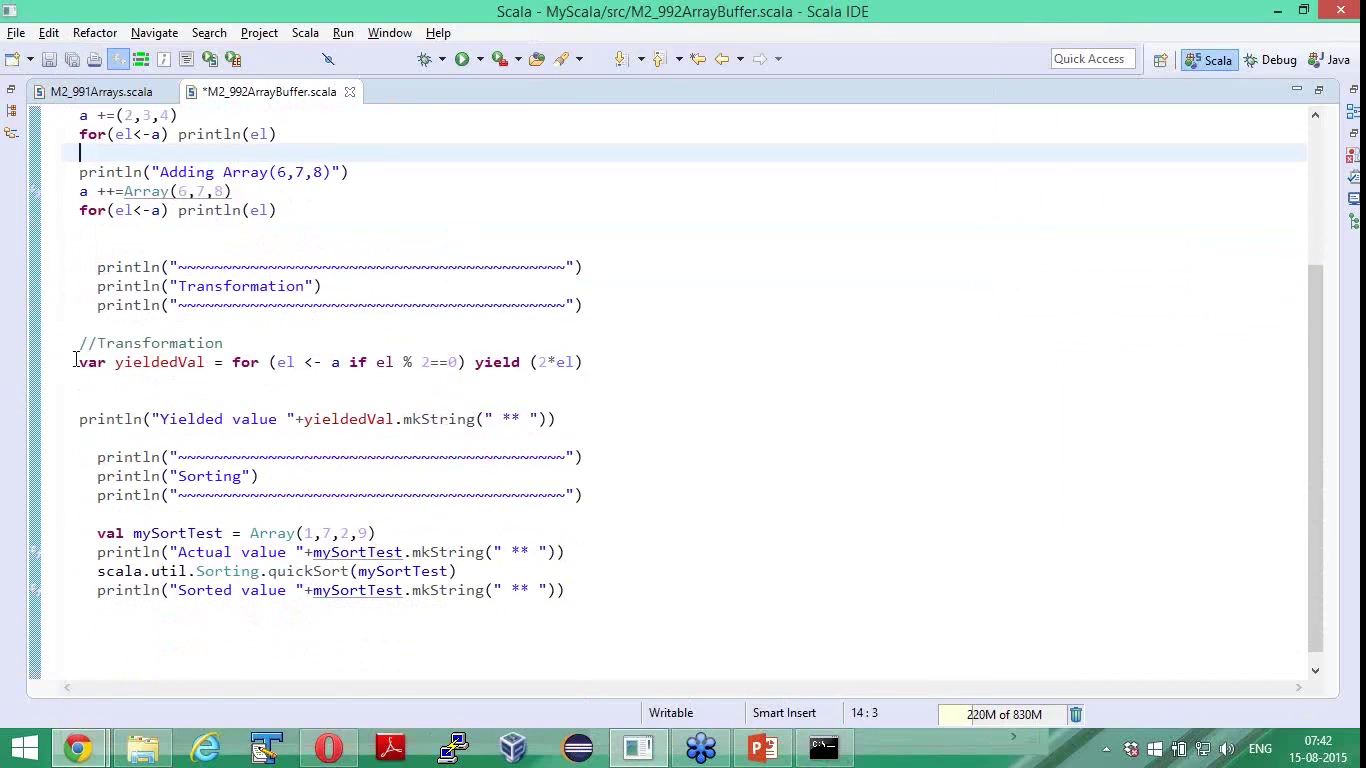 Scala - MyScala/src/M2_992ArrayBuffer.scala - Scala IDE
File Edit Refactor Navigate Search Project Scala Run Window Help
Quick Access Scala Debug Java
M2_991Arrays.scala *M2_992ArrayBuffer.scala
a +=(2,3,4)
for(el<-a) println(el)
println("Adding Array(6,7,8)")
a ++=Array(6,7,8)
for(el<-a) println(el)
println("~~~~~~~~~~~~~~~~~~~~~~~~~~~~~~~~~~~~~~~~~~~")
println("Transformation")
println("~~~~~~~~~~~~~~~~~~~~~~~~~~~~~~~~~~~~~~~~~~~")
//Transformation
var yieldedVal = for (el <- a if el % 2==0) yield (2*el)
println("Yielded value "+yieldedVal.mkString(" ** "))
println("~~~~~~~~~~~~~~~~~~~~~~~~~~~~~~~~~~~~~~~~~~~")
println("Sorting")
println("~~~~~~~~~~~~~~~~~~~~~~~~~~~~~~~~~~~~~~~~~~~")
val mySortTest = Array(1,7,2,9)
println("Actual value "+mySortTest.mkString(" ** "))
scala.util.Sorting.quickSort(mySortTest)
println("Sorted value "+mySortTest.mkString(" ** "))
Writable Smart Insert 14 : 3 220M of 830M
ENG 07:42
15-08-2015